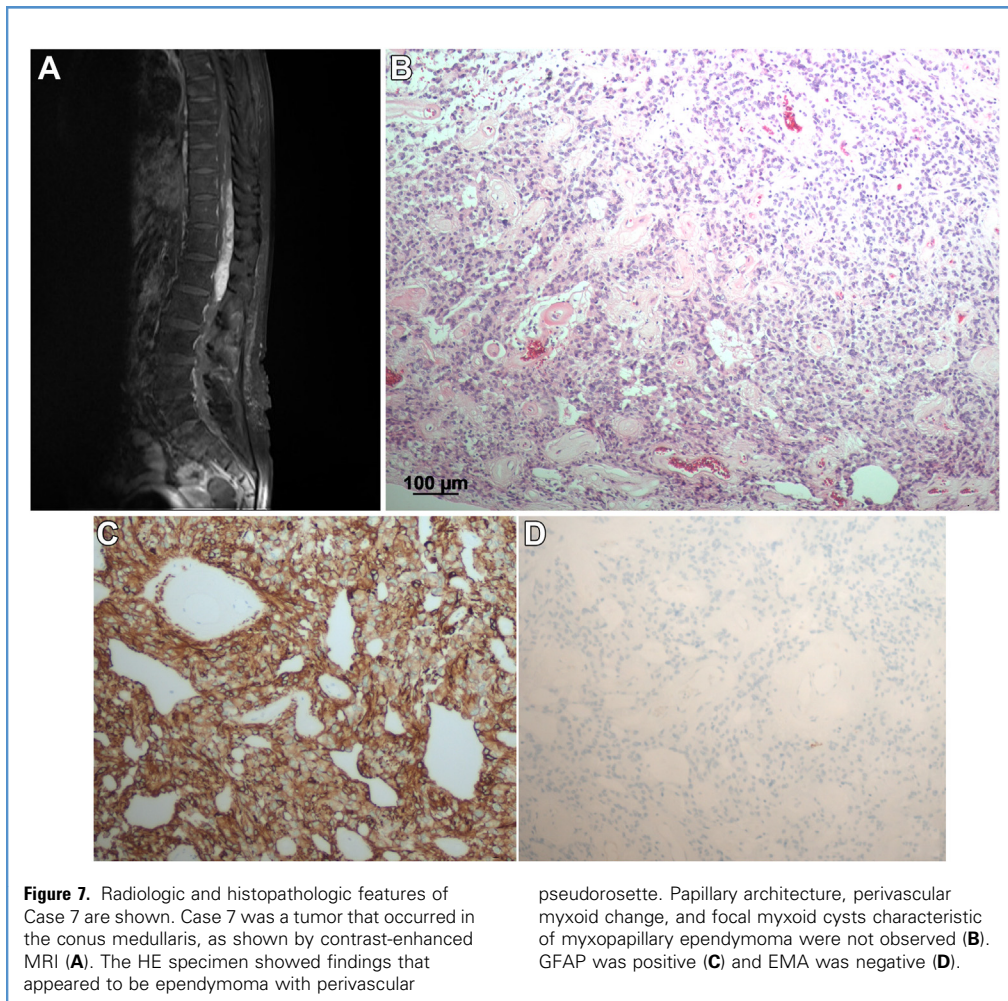 A
B
100 µm
C
D
Figure 7. Radiologic and histopathologic features of
Case 7 are shown. Case 7 was a tumor that occurred in
the conus medullaris, as shown by contrast-enhanced
MRI (A). The HE specimen showed findings that
appeared to be ependymoma with perivascular
pseudorosette. Papillary architecture, perivascular
myxoid change, and focal myxoid cysts characteristic
of myxopapillary ependymoma were not observed (B).
GFAP was positive (C) and EMA was negative (D).